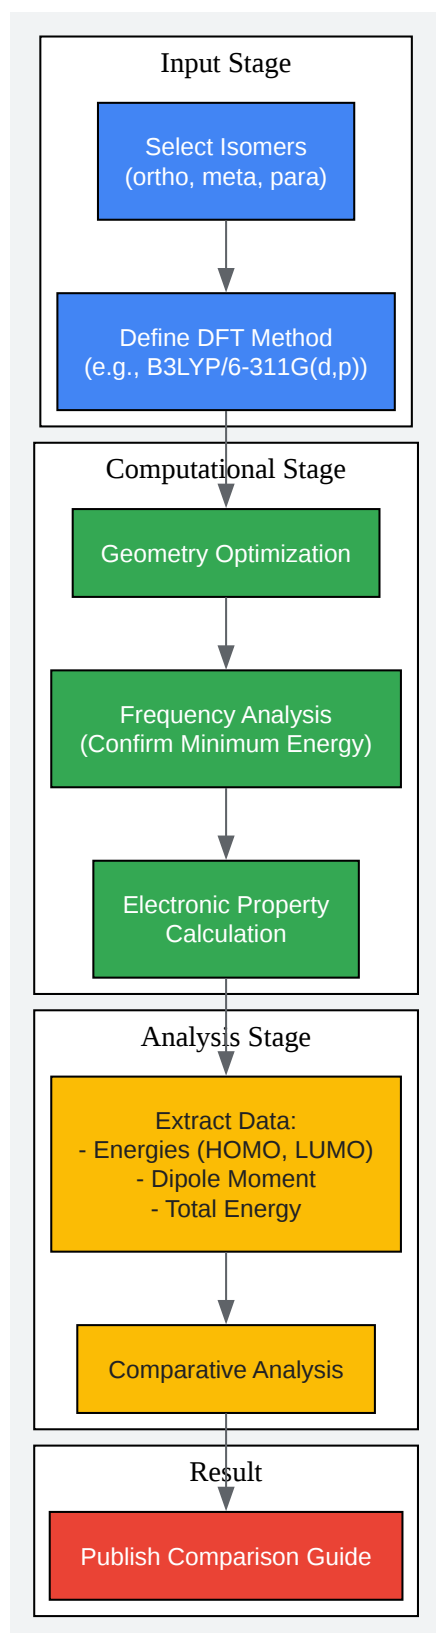 Input Stage
Select Isomers
(ortho, meta, para)
Define DFT Method
(e.g., B3LYP/6-311G(d,p))
Computational Stage
Geometry Optimization
Frequency Analysis
(Confirm Minimum Energy)
Electronic Property
Calculation
Analysis Stage
Extract Data:
- Energies (HOMO, LUMO)
- Dipole Moment
- Total Energy
Comparative Analysis
Result
Publish Comparison Guide